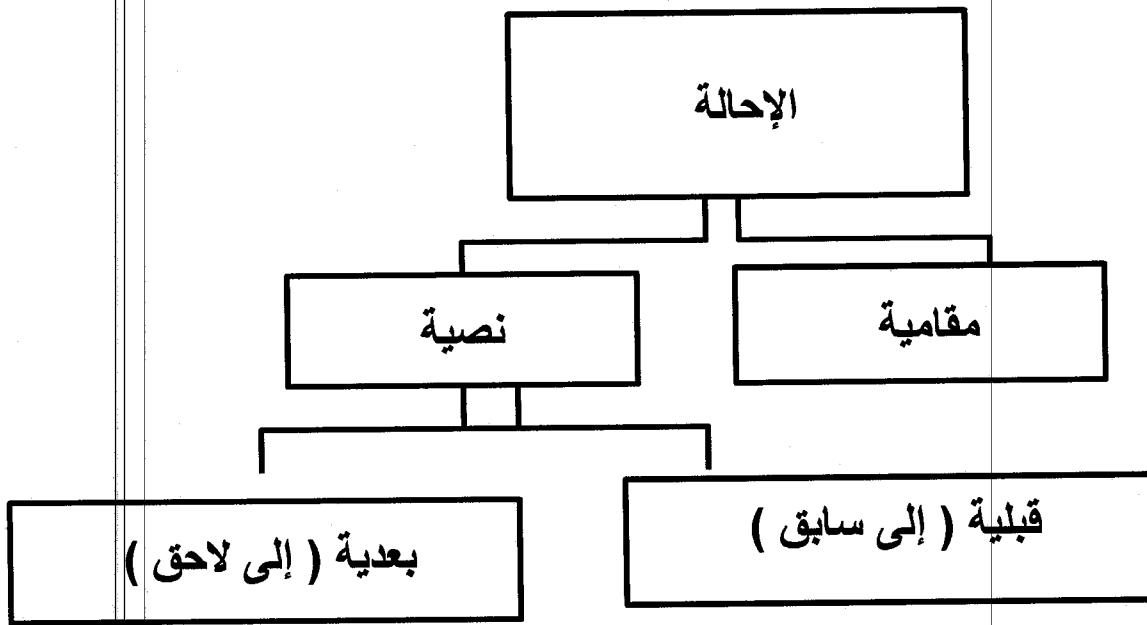 الإحالة
مقامية
نصية
قبلية ( إلى سابق )
بعدية ( إلى لاحق )